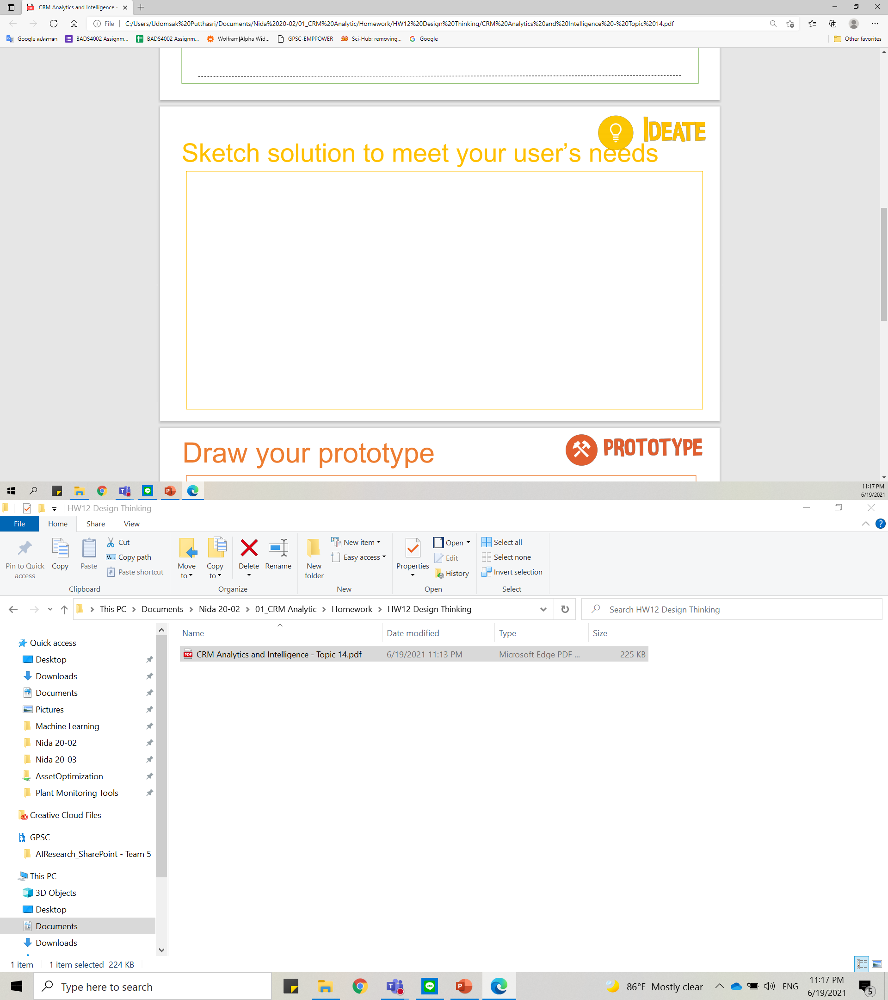 CRM Analytics and Intelligence -
File
C:/Users/Udomsak%20Putthasri/Documents/Nida%2020-02/01_CRM%20Analytic/Homework/HW12%20Design%20Thinking/CRM%20Analytics%20and%20Intelligence%20-%20Topic%2014.pdf
Google แปลภาษา
BADS4002 Assignm...
BADS4002 Assignm...
Wolfram|Alpha Wid...
GPSC-EMPPOWER
Sci-Hub: removing...
Google
Other favorites
IDEATE
Sketch solution to meet your user's needs
PROTOTYPE
Draw your prototype
11:17 PM
6/19/2021
HW12 Design Thinking
File Home Share View
Pin to Quick access
Copy
Paste
Cut
Copy path
Paste shortcut
Clipboard
Move to
Copy to
Delete
Rename
Organize
New folder
New item
Easy access
New
Properties
Open
Edit
History
Open
Select all
Select none
Invert selection
Select
This PC > Documents > Nida 20-02 > 01_CRM Analytic > Homework > HW12 Design Thinking
Search HW12 Design Thinking
Name Date modified Type Size
CRM Analytics and Intelligence - Topic 14.pdf 6/19/2021 11:13 PM Microsoft Edge PDF ... 225 KB
Quick access
Desktop
Downloads
Documents
Pictures
Machine Learning
Nida 20-02
Nida 20-03
AssetOptimization
Plant Monitoring Tools
Creative Cloud Files
GPSC
AIResearch_SharePoint - Team 5
This PC
3D Objects
Desktop
Documents
Downloads
1 item 1 item selected 224 KB
Type here to search
86°F Mostly clear
ENG
11:17 PM
6/19/2021
5